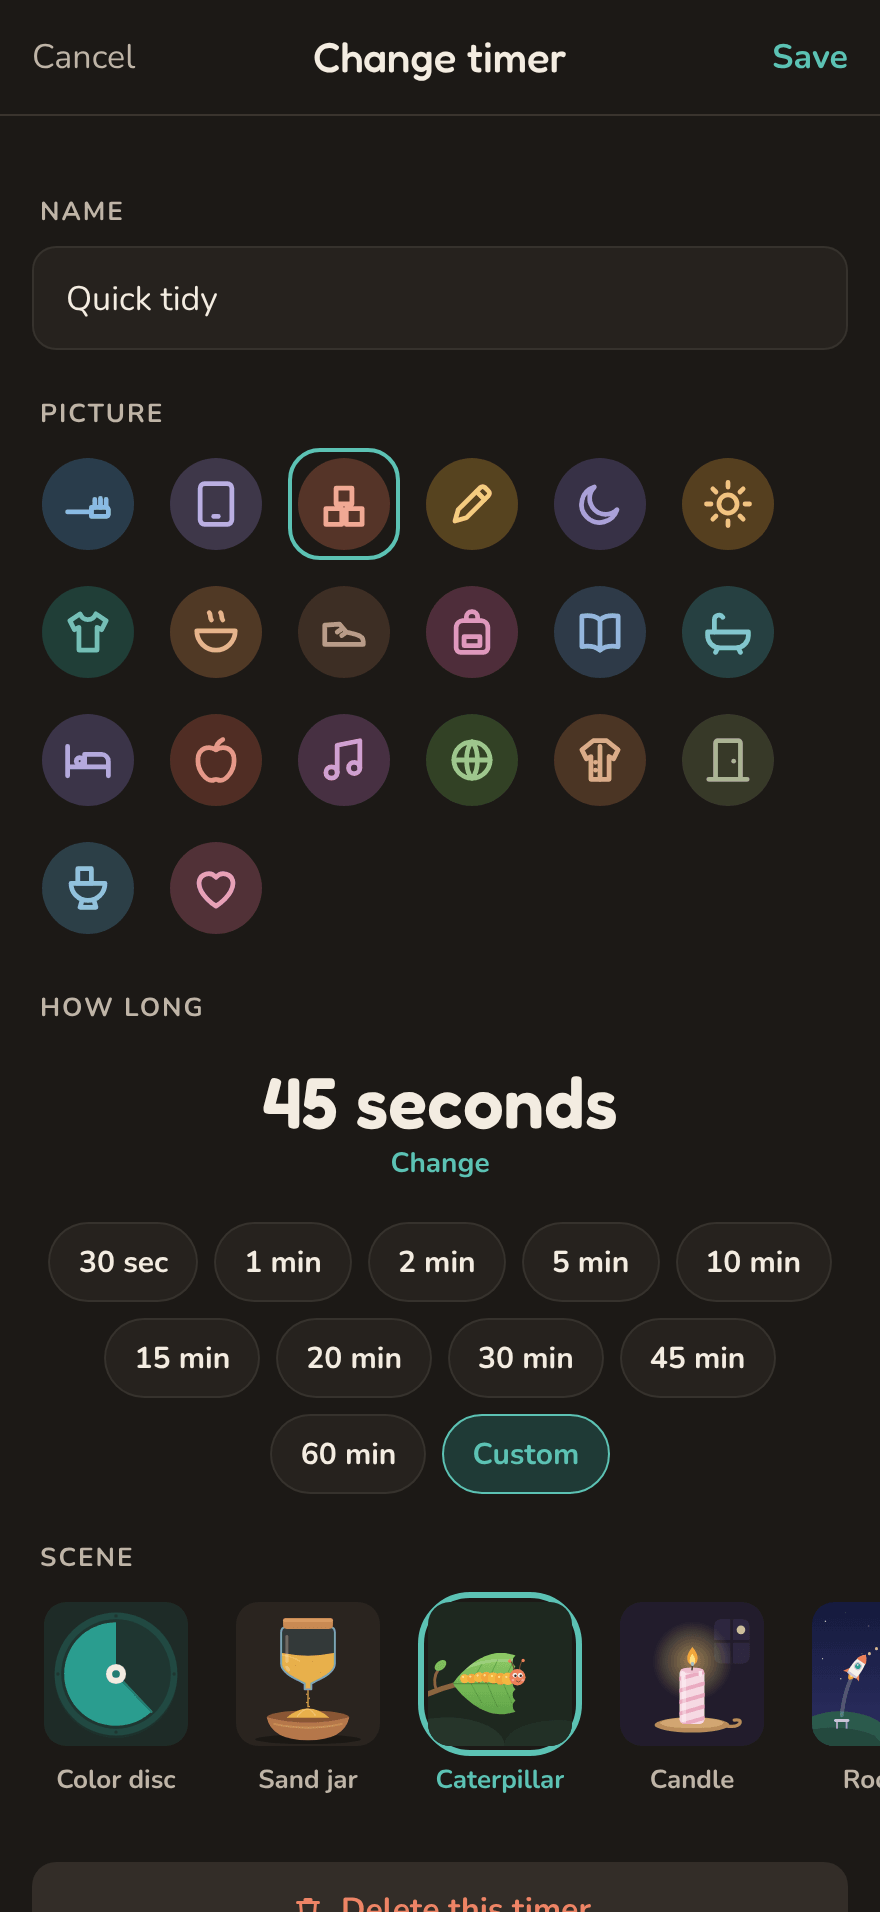 Cancel
Change timer
Save
NAME
Quick tidy
PICTURE
HOW LONG
45 seconds
Change
30 sec
1 min
2 min
5 min
10 min
15 min
20 min
30 min
45 min
60 min
Custom
SCENE
Color disc
Sand jar
Caterpillar
Candle
Roc
Delete this timer